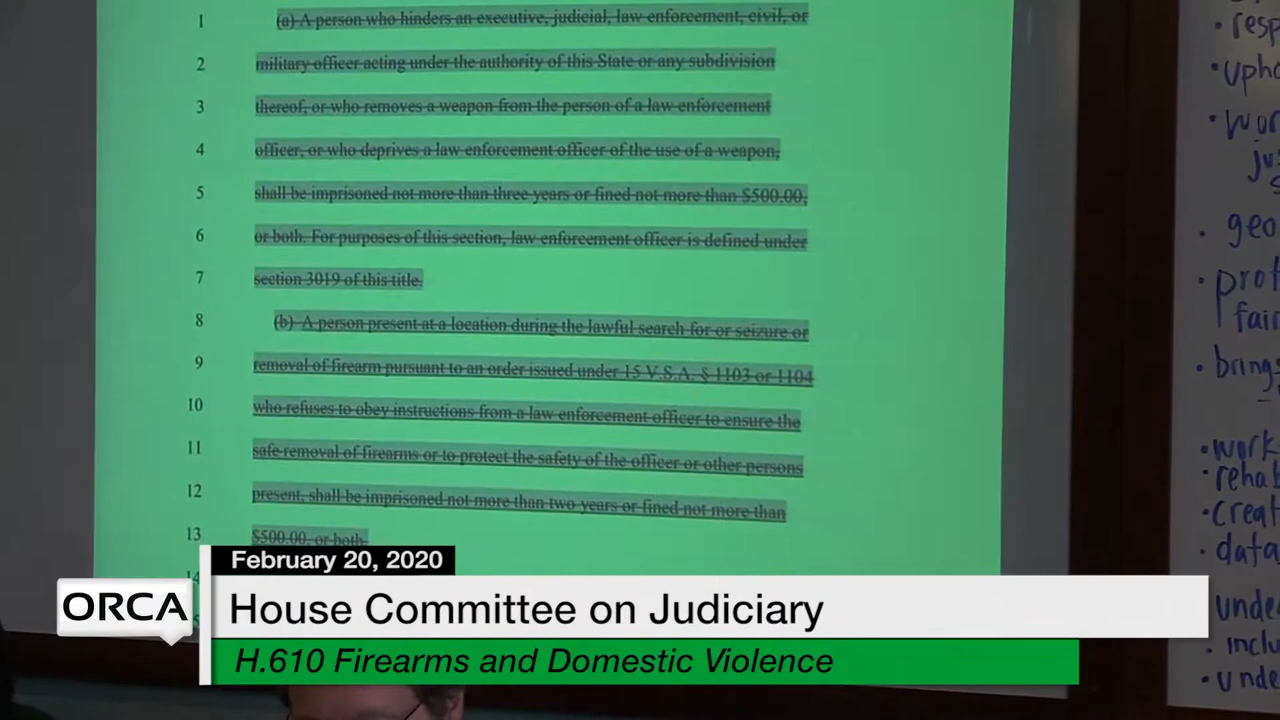 1 (a) A person who hinders an executive, judicial, law enforcement, civil, or
2 military officer acting under the authority of this State or any subdivision
3 thereof, or who removes a weapon from the person of a law enforcement
4 officer, or who deprives a law enforcement officer of the use of a weapon,
5 shall be imprisoned not more than three years or fined not more than $500.00,
6 or both. For purposes of this section, law enforcement officer is defined under
7 section 3019 of this title.
8 (b) A person present at a location during the lawful search for or seizure or
9 removal of firearm pursuant to an order issued under 15 V.S.A. § 1103 or 1104
10 who refuses to obey instructions from a law enforcement officer to ensure the
11 safe removal of firearms or to protect the safety of the officer or other persons
12 present, shall be imprisoned not more than two years or fined not more than
13 $500.00, or both.
14
February 20, 2020
ORCA
House Committee on Judiciary
H.610 Firearms and Domestic Violence
• resp
• upho
• wor
ju
• geo
• prof
fair
• brings
• work
• rehab
• creat
• data
unde
• inclu
• unde